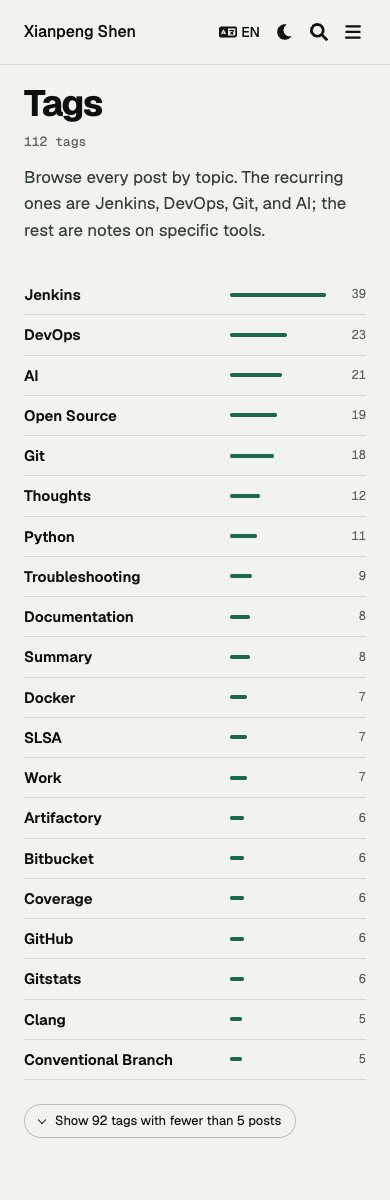 Xianpeng Shen
EN
Tags
112 tags
Browse every post by topic. The recurring
ones are Jenkins, DevOps, Git, and AI; the
rest are notes on specific tools.
Jenkins 39
DevOps 23
AI 21
Open Source 19
Git 18
Thoughts 12
Python 11
Troubleshooting 9
Documentation 8
Summary 8
Docker 7
SLSA 7
Work 7
Artifactory 6
Bitbucket 6
Coverage 6
GitHub 6
Gitstats 6
Clang 5
Conventional Branch 5
Show 92 tags with fewer than 5 posts